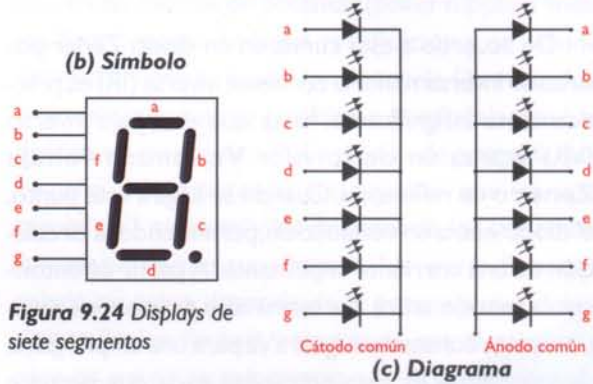 (b) Símbolo
a
b
c
d
e
f
g
a
b
c
d
e
f
g
Figura 9.24 Displays de
siete segmentos
a
b
c
d
e
f
g
Cátodo común
a
b
c
d
e
f
g
Ánodo común
(c) Diagrama